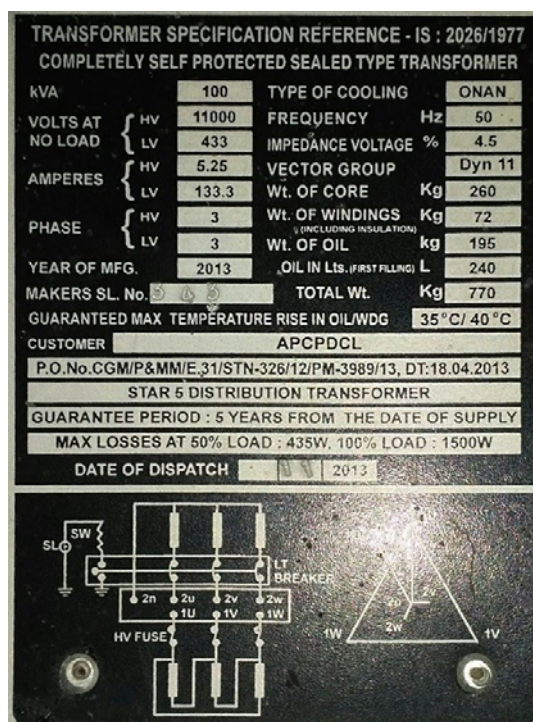 TRANSFORMER SPECIFICATION REFERENCE - IS : 2026/1977
COMPLETELY SELF PROTECTED SEALED TYPE TRANSFORMER
kVA 100 TYPE OF COOLING ONAN
VOLTS AT NO LOAD HV 11000 FREQUENCY Hz 50
LV 433 IMPEDANCE VOLTAGE % 4.5
AMPERES HV 5.25 VECTOR GROUP Dyn 11
LV 133.3 Wt. OF CORE Kg 260
PHASE HV 3 Wt. OF WINDINGS (INCLUDING INSULATION) Kg 72
LV 3 Wt. OF OIL kg 195
YEAR OF MFG. 2013 OIL IN Lts. (FIRST FILLING) L 240
MAKERS SL. No. TOTAL Wt. Kg 770
GUARANTEED MAX TEMPERATURE RISE IN OIL/WDG 35°C/ 40°C
CUSTOMER APCPDCL
P.O.No.CGM/P&MM/E,31/STN-326/12/PM-3989/13, DT:18.04.2013
STAR 5 DISTRIBUTION TRANSFORMER
GUARANTEE PERIOD : 5 YEARS FROM THE DATE OF SUPPLY
MAX LOSSES AT 50% LOAD : 435W, 100% LOAD : 1500W
DATE OF DISPATCH 11 2013
SW
SL
LT BREAKER
2n 2u 2v 2w
1U 1V 1W
HV FUSE
2u 2v
2w
1W 1V